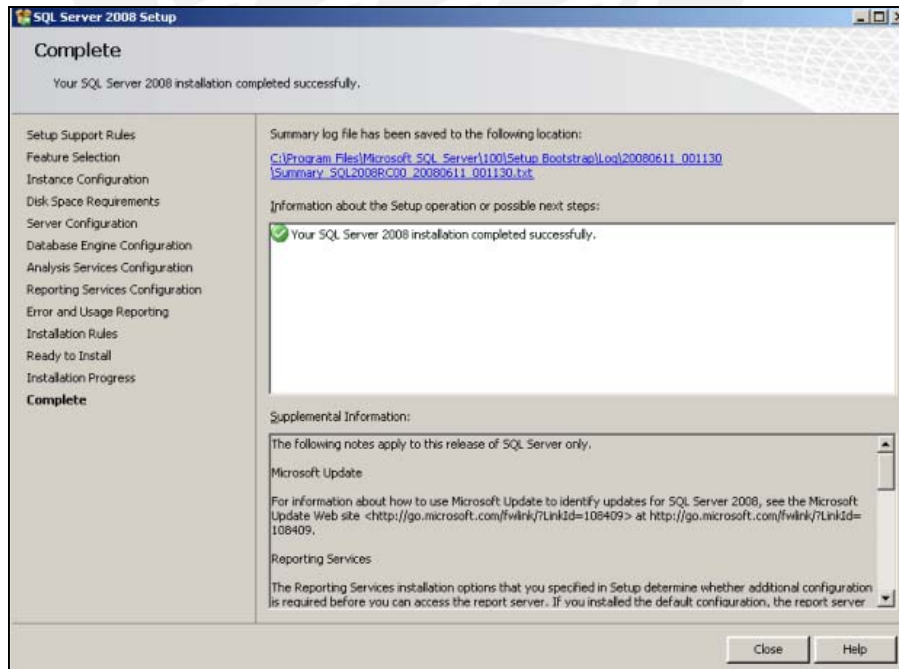 SQL Server 2008 Setup
Complete
Your SQL Server 2008 installation completed successfully.
Setup Support Rules
Feature Selection
Instance Configuration
Disk Space Requirements
Server Configuration
Database Engine Configuration
Analysis Services Configuration
Reporting Services Configuration
Error and Usage Reporting
Installation Rules
Ready to Install
Installation Progress
Complete
Summary log file has been saved to the following location:
C:\Program Files\Microsoft SQL Server\100\Setup Bootstrap\Log\20080611_001130
\Summary_SQL2008RC00_20080611_001130.txt
Information about the Setup operation or possible next steps:
Your SQL Server 2008 installation completed successfully.
Supplemental Information:
The following notes apply to this release of SQL Server only.
Microsoft Update
For information about how to use Microsoft Update to identify updates for SQL Server 2008, see the Microsoft
Update Web site <http://go.microsoft.com/fwlink/?LinkId=108409> at http://go.microsoft.com/fwlink/?LinkId=
108409.
Reporting Services
The Reporting Services installation options that you specified in Setup determine whether additional configuration
is required before you can access the report server. If you installed the default configuration, the report server
Close
Help